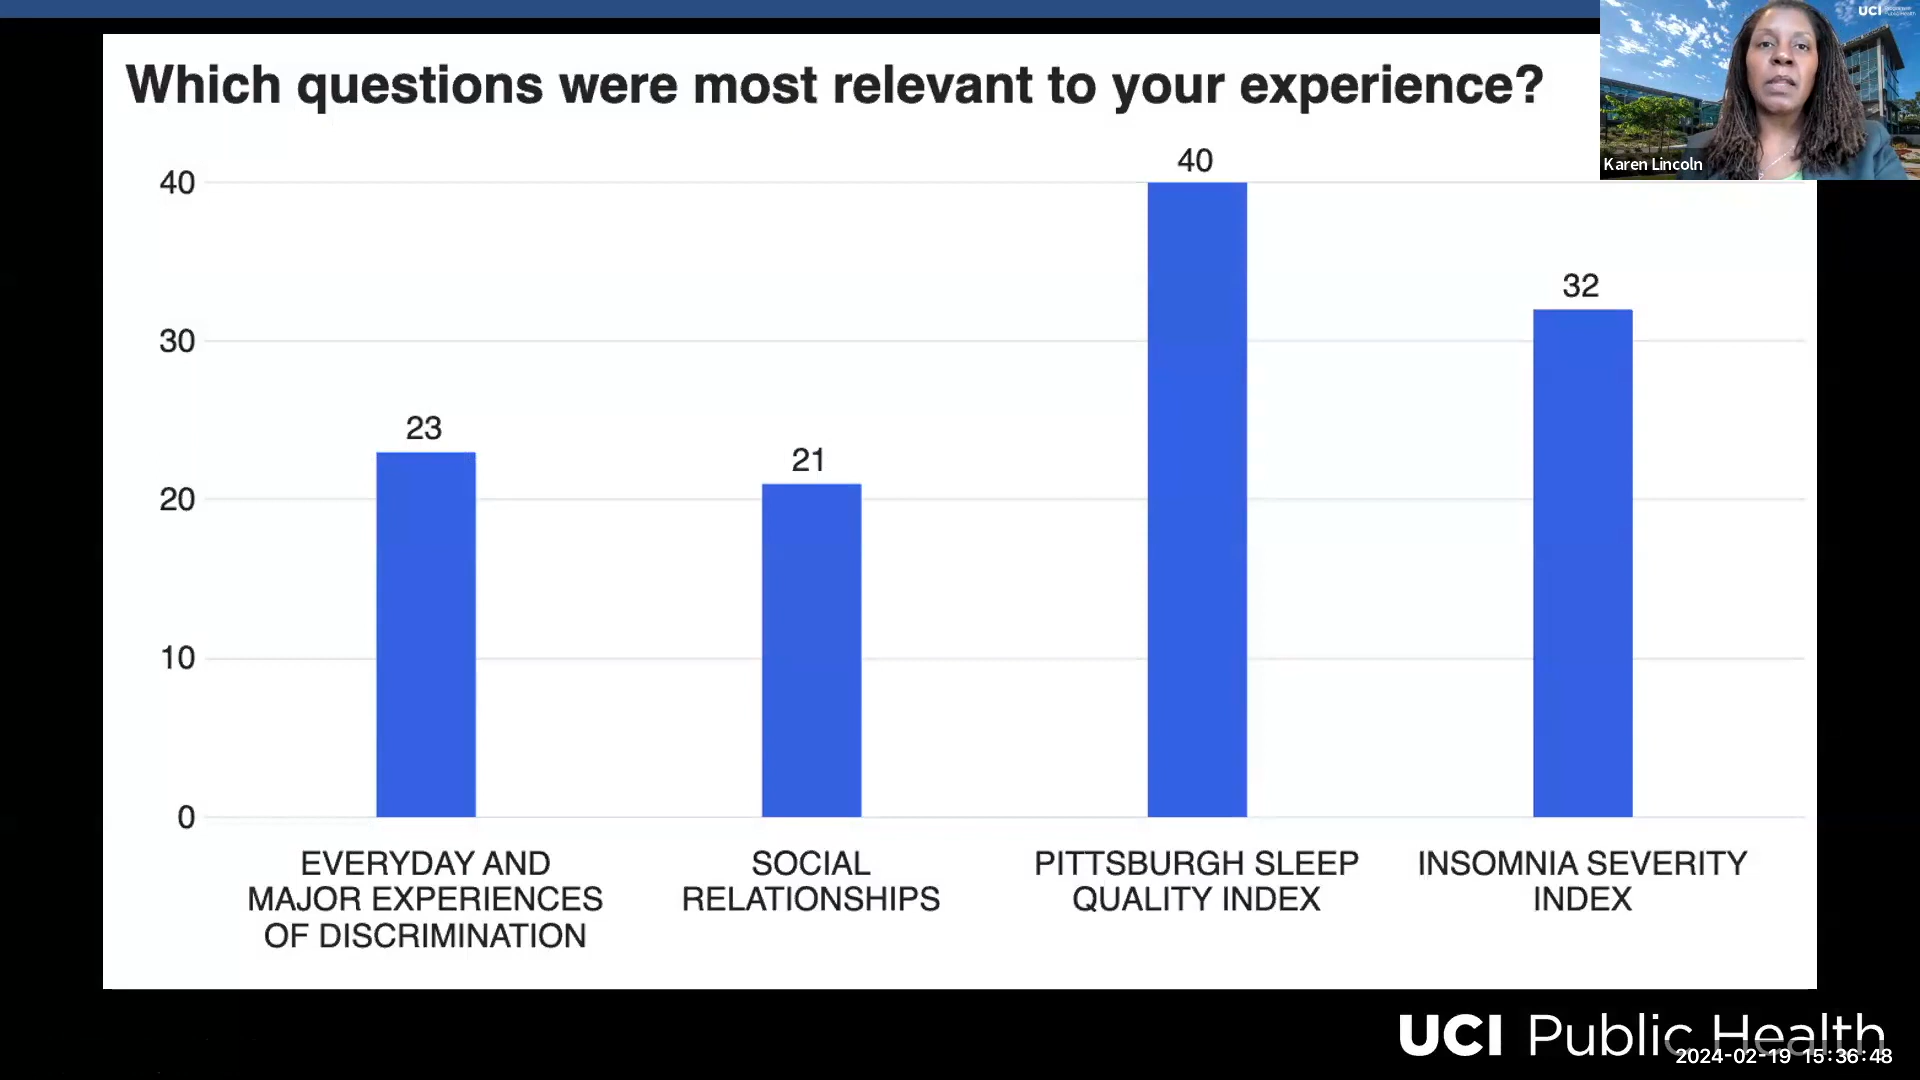 Which questions were most relevant to your experience?
UCI
Karen Lincoln
40
30
20
10
0
23
21
40
32
EVERYDAY AND
MAJOR EXPERIENCES
OF DISCRIMINATION
SOCIAL
RELATIONSHIPS
PITTSBURGH SLEEP
QUALITY INDEX
INSOMNIA SEVERITY
INDEX
UCI Public Health
2024-02-19 15:36:48